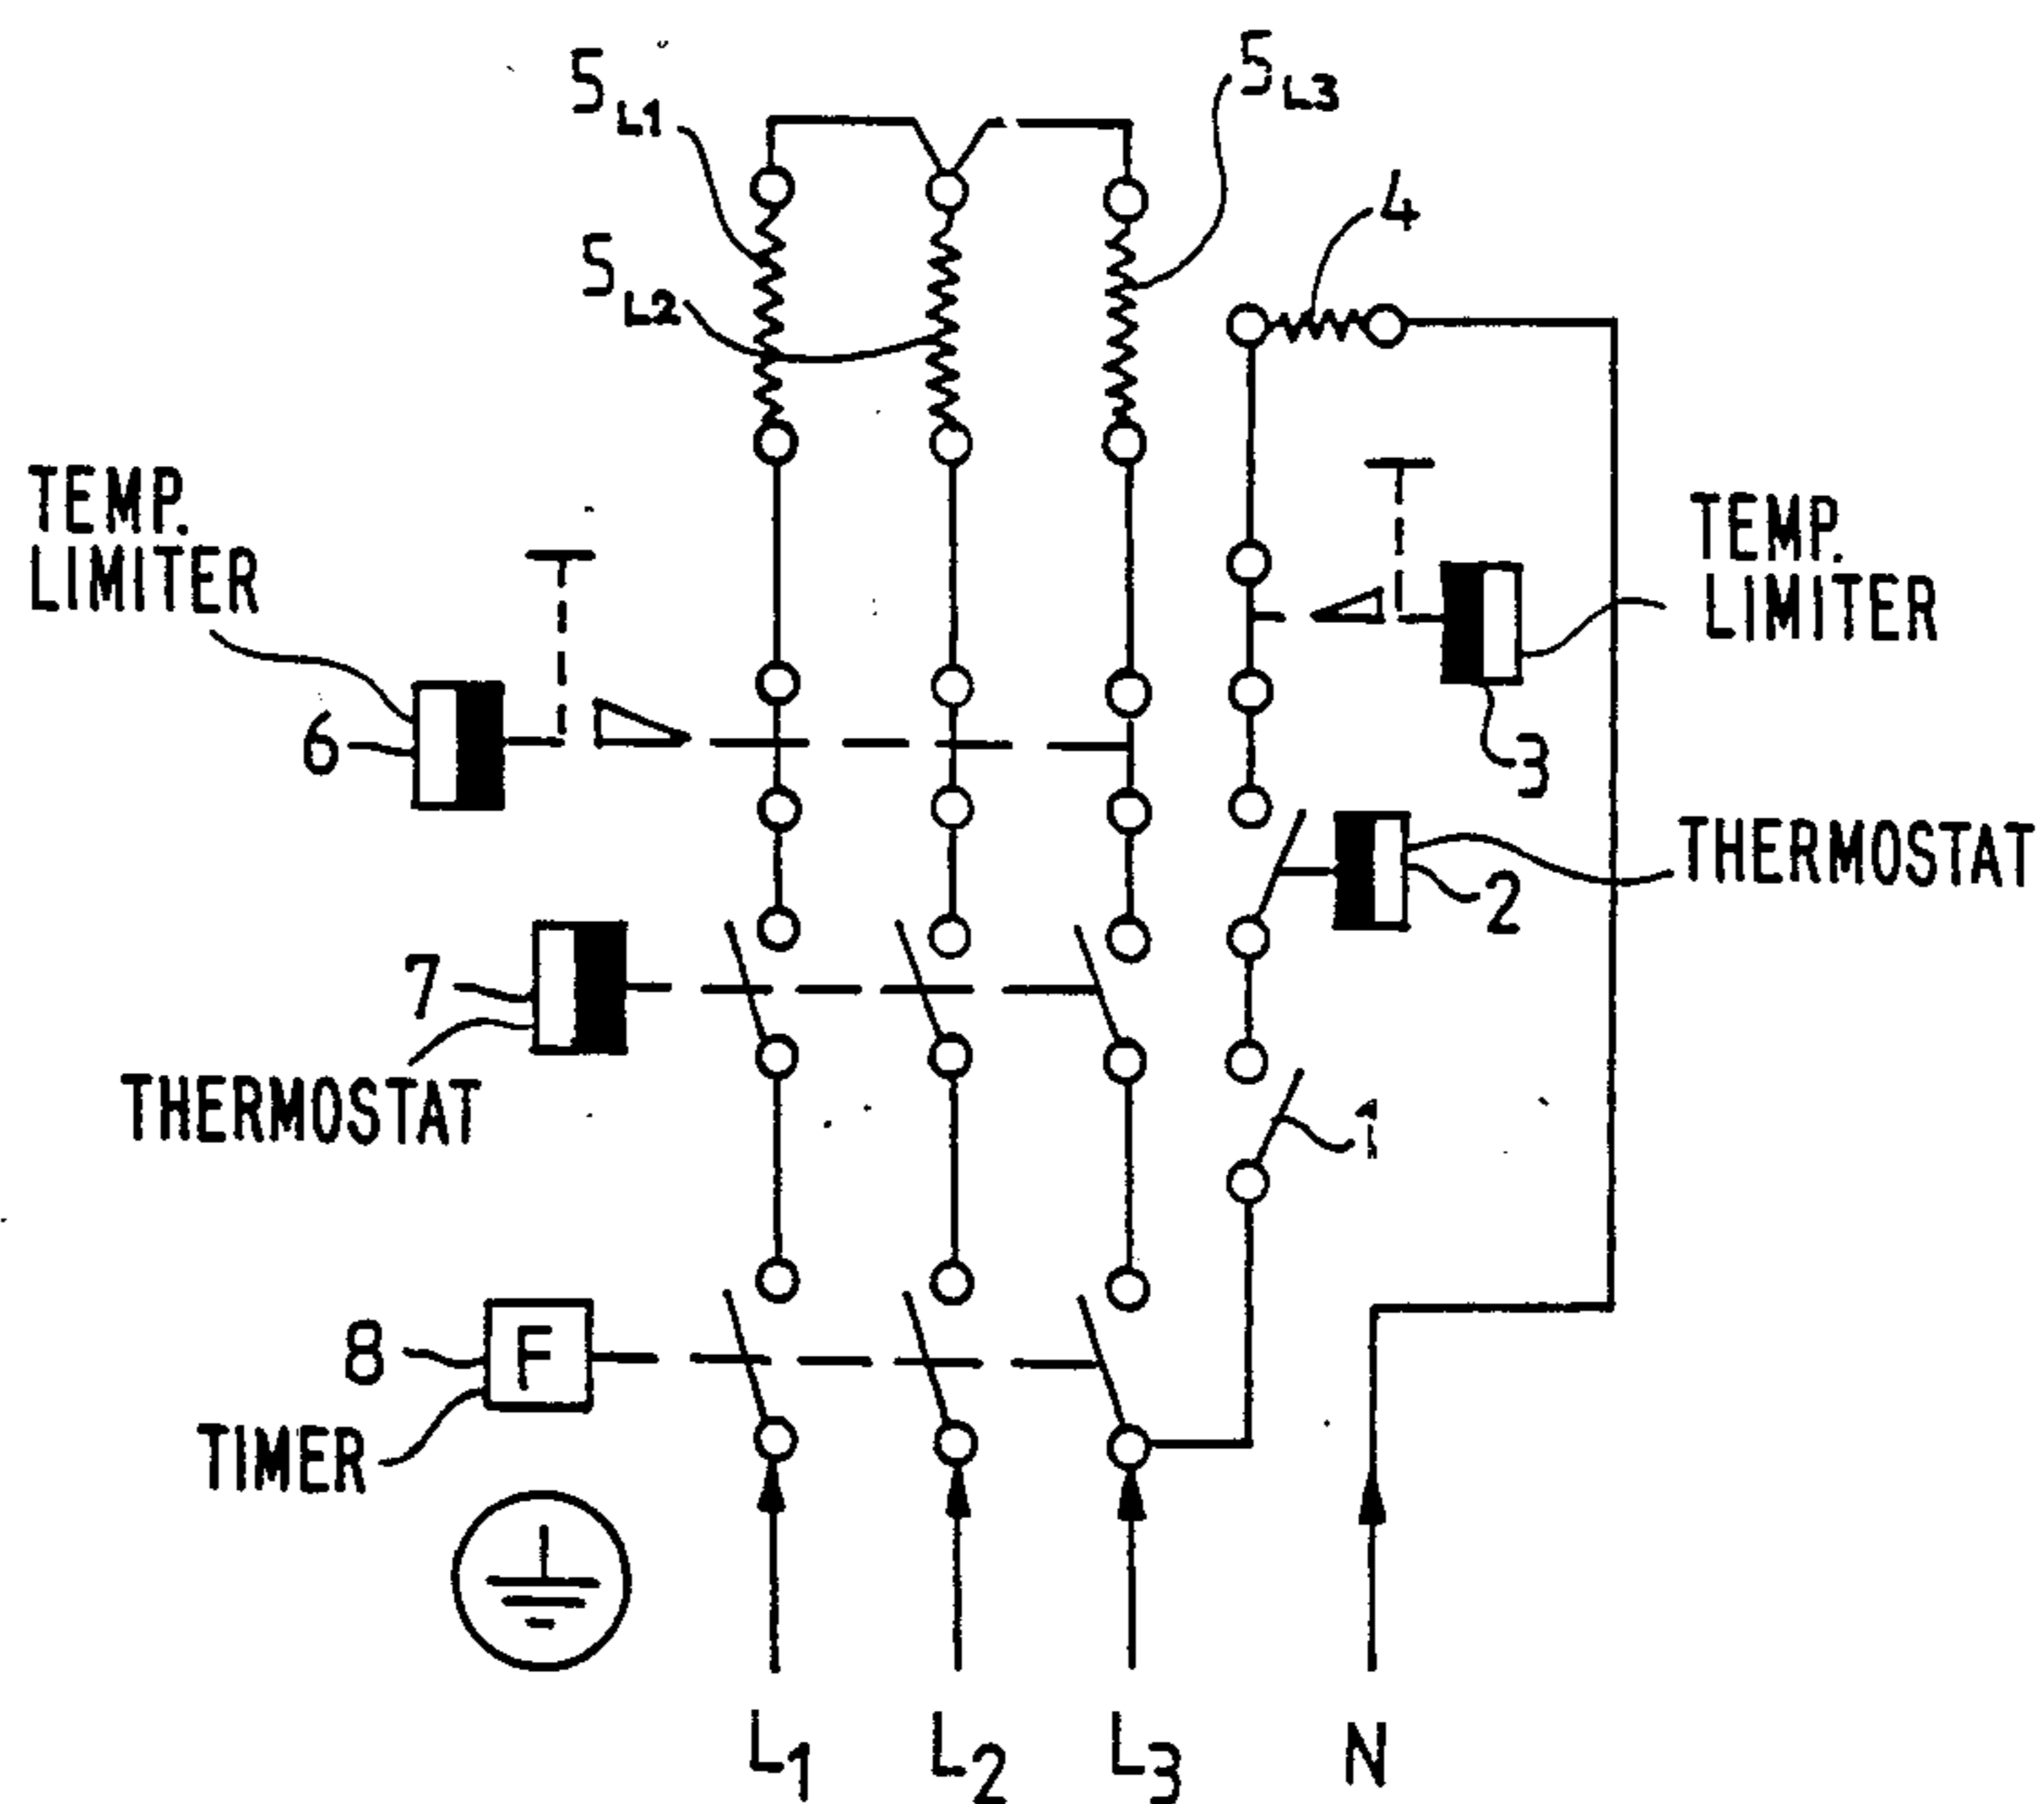 5L1
5L3
5L2
4
TEMP.
LIMITER
TEMP.
LIMITER
6
3
THERMOSTAT
2
7
THERMOSTAT
1
8
F
TIMER
L1
L2
L3
N